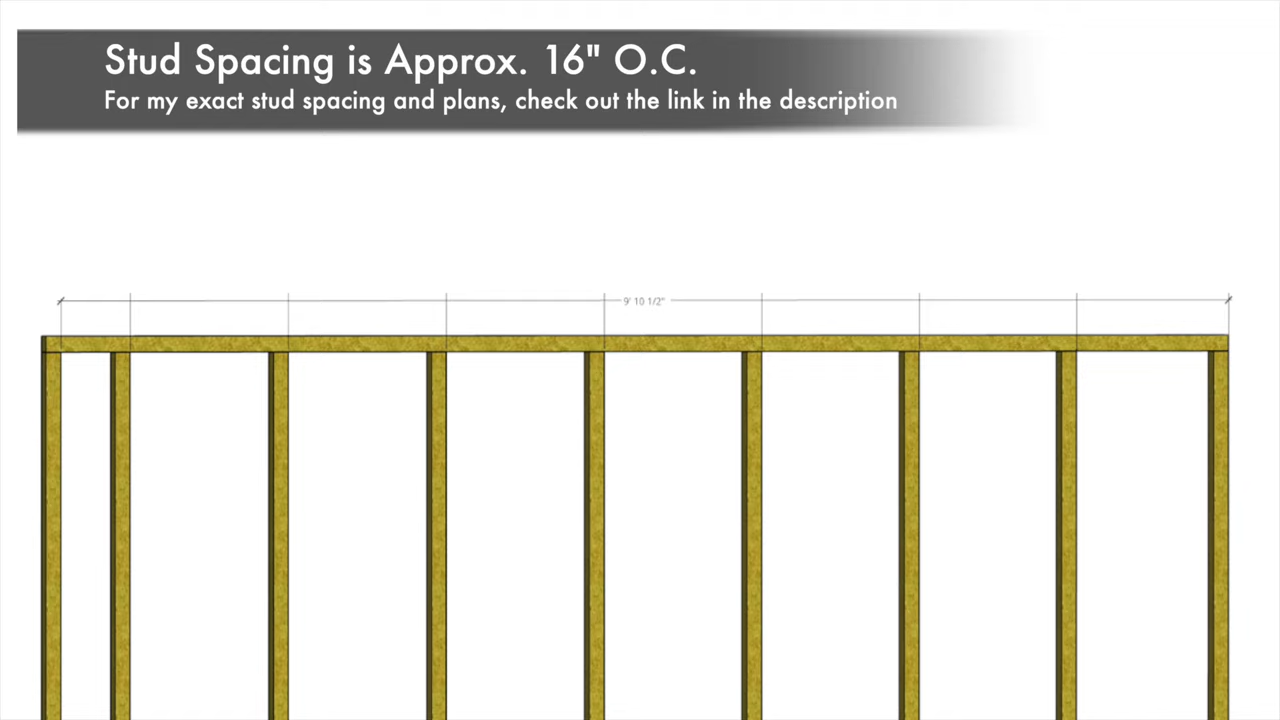 Stud Spacing is Approx. 16" O.C.
For my exact stud spacing and plans, check out the link in the description
9' 10 1/2"